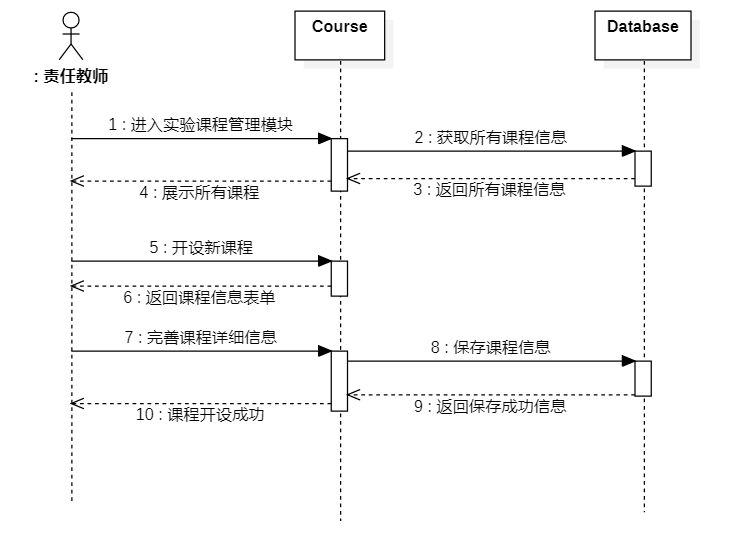 Course
Database
: 责任教师
1 : 进入实验课程管理模块
2 : 获取所有课程信息
3 : 返回所有课程信息
4 : 展示所有课程
5 : 开设新课程
6 : 返回课程信息表单
7 : 完善课程详细信息
8 : 保存课程信息
9 : 返回保存成功信息
10 : 课程开设成功